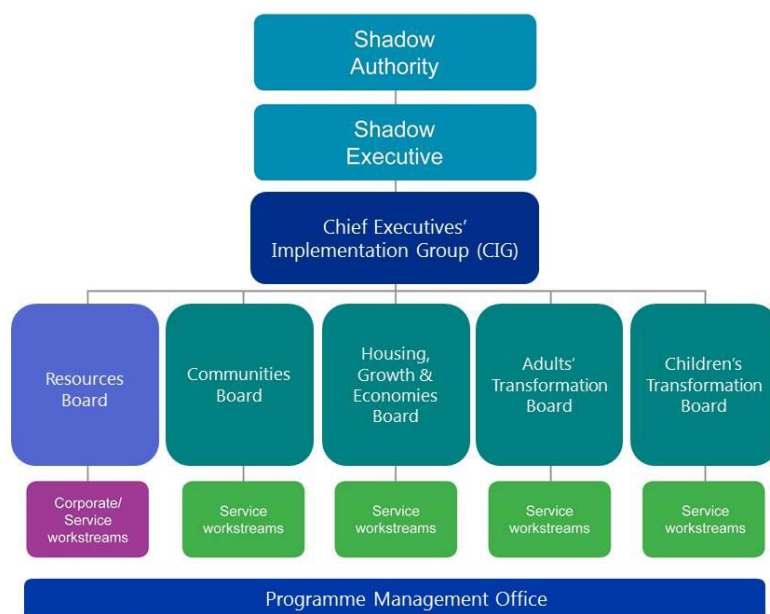 Shadow
Authority
Shadow
Executive
Chief Executives’
Implementation Group (CIG)
Resources
Board
Communities
Board
Housing,
Growth &
Economies
Board
Adults’
Transformation
Board
Children’s
Transformation
Board
Corporate/
Service
workstreams
Service
workstreams
Service
workstreams
Service
workstreams
Service
workstreams
Programme Management Office